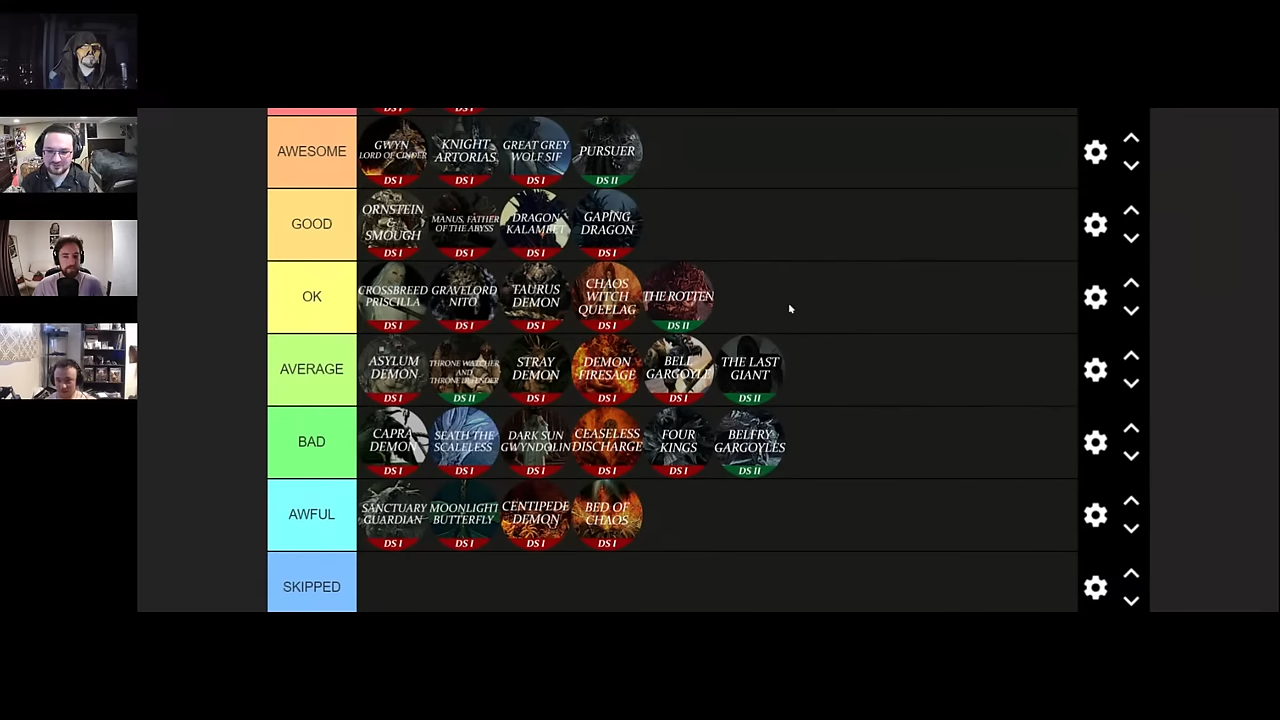 DS I DS I
AWESOME
GWYN
LORD OF CINDER
DS I
KNIGHT
ARTORIAS
DS I
GREAT GREY
WOLF SIF
DS I
PURSUER
DS II
GOOD
ORNSTEIN
&
SMOUGH
DS I
MANUS, FATHER
OF THE ABYSS
DS I
DRAGON
KALAMEET
DS I
GAPING
DRAGON
DS I
OK
CROSSBREED
PRISCILLA
DS I
GRAVELORD
NITO
DS I
TAURUS
DEMON
DS I
CHAOS
WITCH
QUEELAG
DS I
THE ROTTEN
DS II
AVERAGE
ASYLUM
DEMON
DS I
THRONE WATCHER
AND
THRONE DEFENDER
DS II
STRAY
DEMON
DS I
DEMON
FIRESAGE
DS I
BELL
GARGOYLE
DS I
THE LAST
GIANT
DS II
BAD
CAPRA
DEMON
DS I
SEATH THE
SCALELESS
DS I
DARK SUN
GWYNDOLIN
DS I
CEASELESS
DISCHARGE
DS I
FOUR
KINGS
DS I
BELFRY
GARGOYLES
DS II
AWFUL
SANCTUARY
GUARDIAN
DS I
MOONLIGHT
BUTTERFLY
DS I
CENTIPEDE
DEMON
DS I
BED OF
CHAOS
DS I
SKIPPED